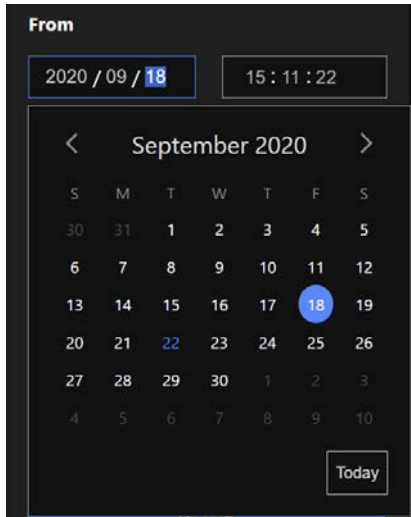 From
2020 / 09 / 18 15 : 11 : 22
September 2020
S M T W T F S
30 31 1 2 3 4 5
6 7 8 9 10 11 12
13 14 15 16 17 18 19
20 21 22 23 24 25 26
27 28 29 30 1 2 3
4 5 6 7 8 9 10
Today